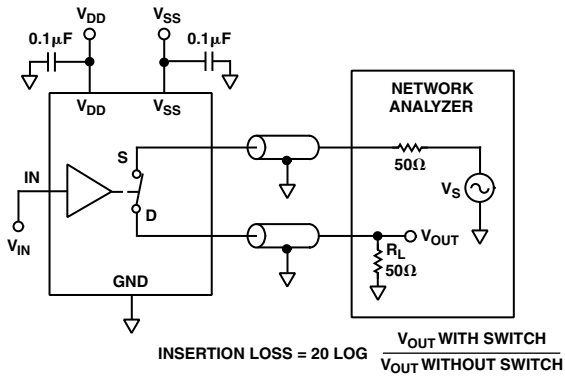 VDD VSS
0.1μF 0.1μF
VDD VSS
NETWORK
ANALYZER
S
50Ω
IN
VS
D
VIN
VOUT
RL
50Ω
GND
INSERTION LOSS = 20 LOG VOUT WITH SWITCH
VOUT WITHOUT SWITCH